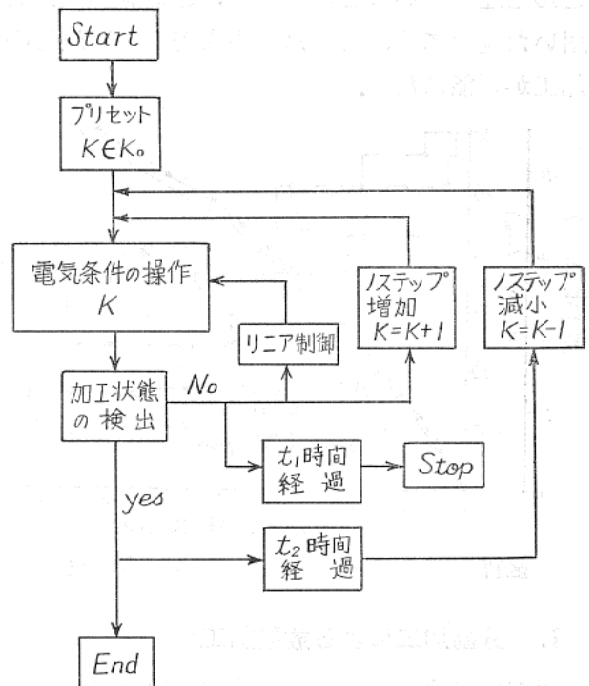 Start
プリセット
K∈K₀
電気条件の操作
K
1ステップ
増加
K=K+1
1ステップ
減小
K=K-1
リニア制御
加工状態
の検出
No
t₁時間
経過
Stop
yes
t₂時間
経過
End